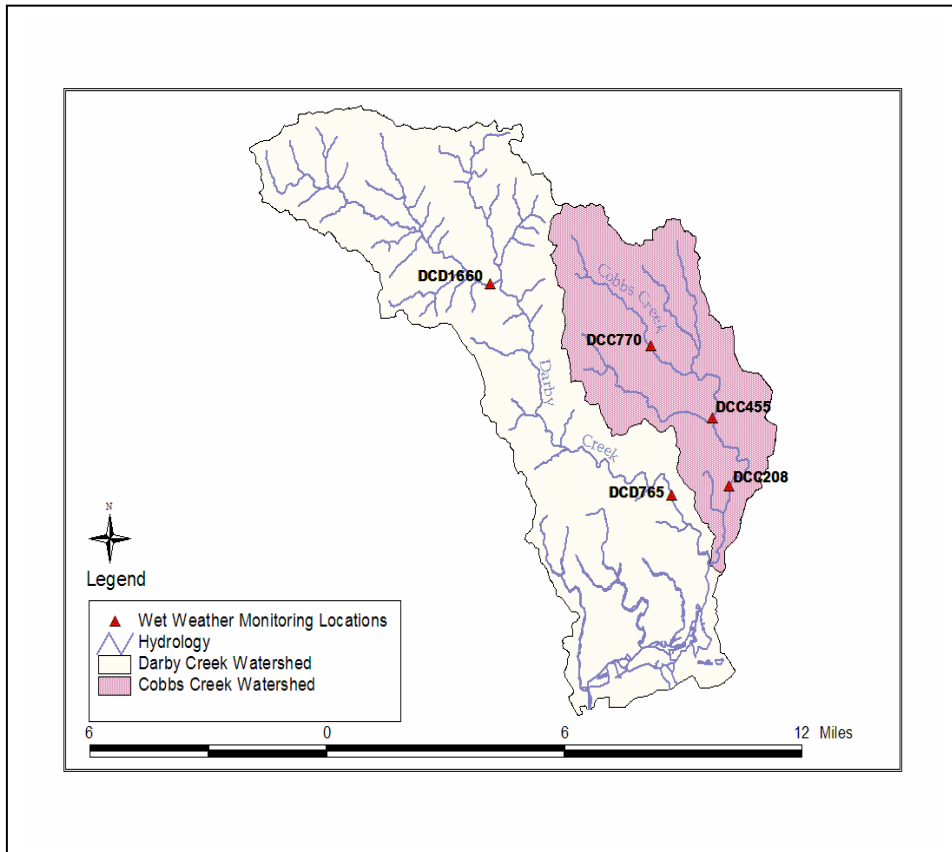 DCD1660
Cobbs Creek
DCC770
Darby
DCC455
Creek
DCC208
DCD765
N
Legend
Wet Weather Monitoring Locations
Hydrology
Darby Creek Watershed
Cobbs Creek Watershed
6 0 6 12 Miles